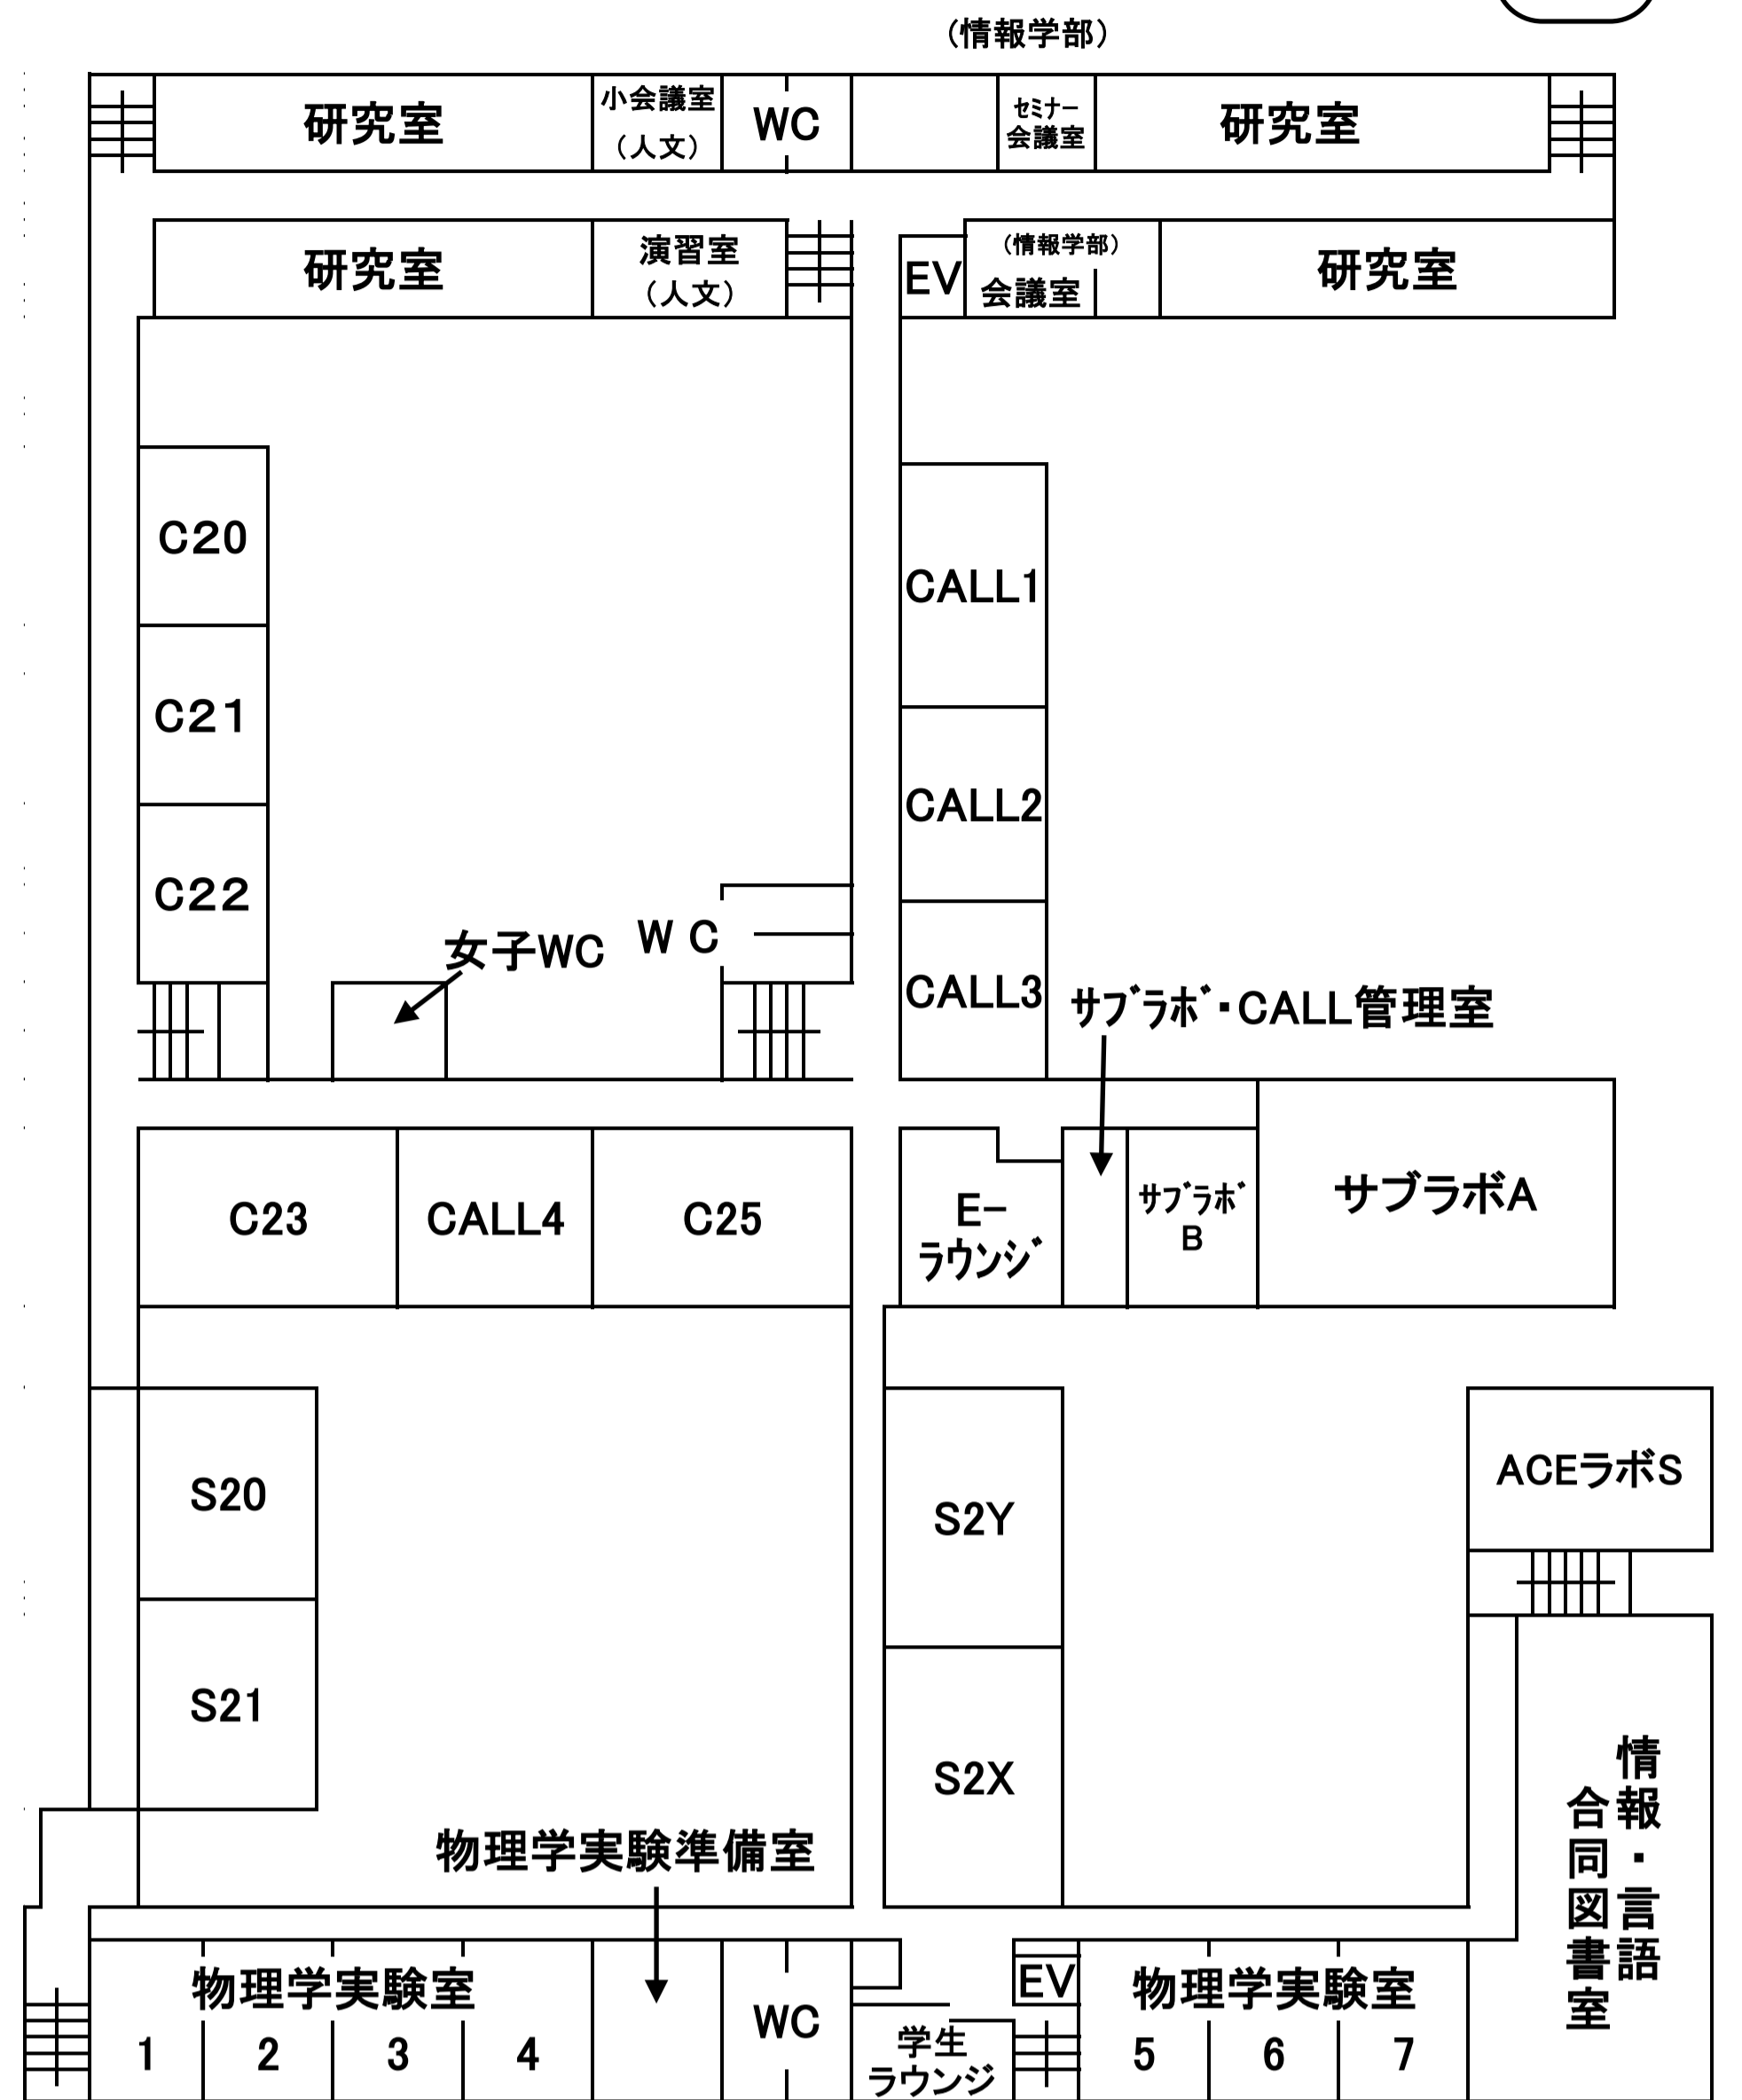 （情報学部）
研究室
小会議室
（人文）
WC
ｾﾐﾅｰ
会議室
研究室
研究室
演習室
（人文）
EV
（情報学部）
会議室
研究室
C20
CALL1
C21
CALL2
C22
女子WC
W C
CALL3
ｻﾌﾞﾗﾎﾞ・CALL管理室
C23
CALL4
C25
E－
ﾗｳﾝｼﾞ
ｻﾌﾞﾗﾎﾞ
B
サブラボA
S20
S2Y
ACEラボS
S21
S2X
情報・言語
合同図書室
物理学実験準備室
物理学実験室
1
2
3
4
WC
学生
ラウンジ
EV
物理学実験室
5
6
7